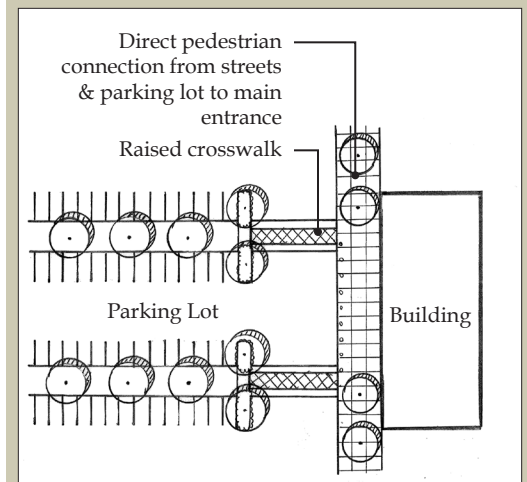 Direct pedestrian
connection from streets
& parking lot to main
entrance
Raised crosswalk
Parking Lot
Building